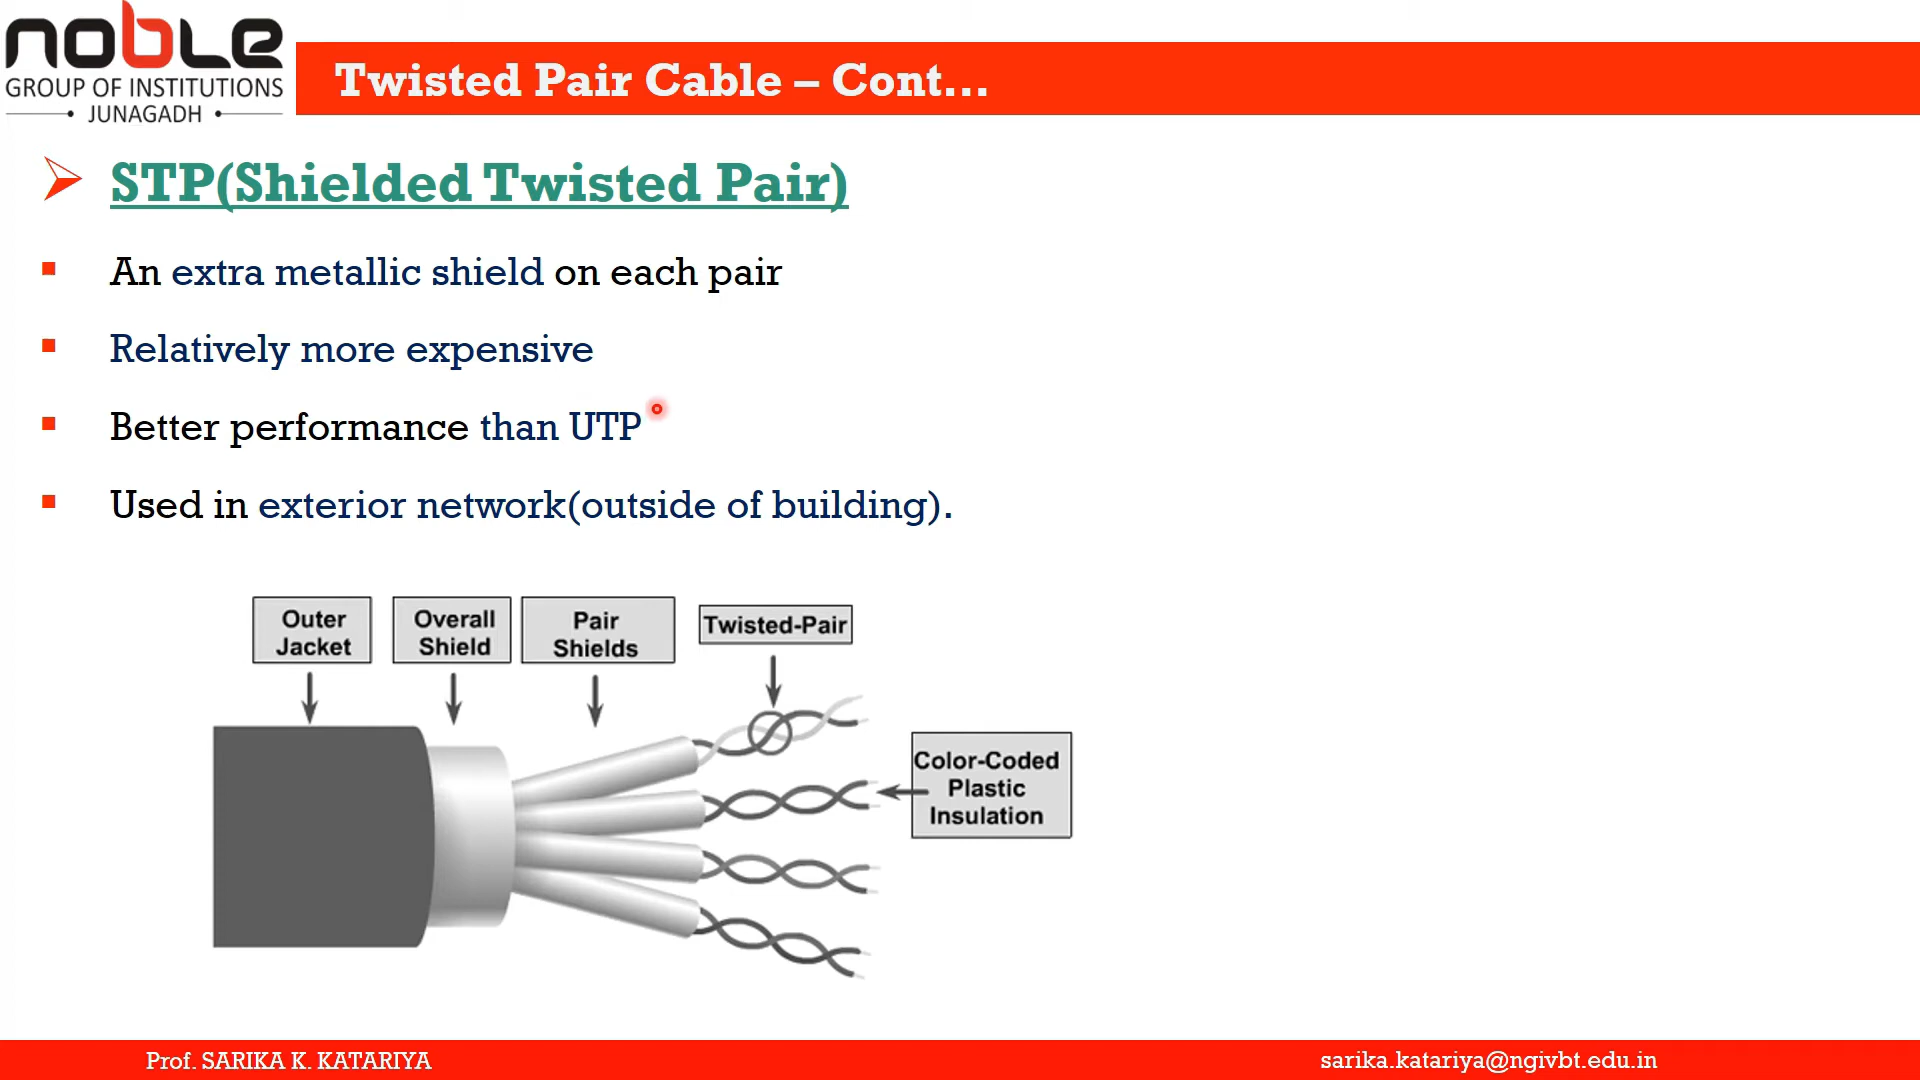 noble
GROUP OF INSTITUTIONS
JUNAGADH
Twisted Pair Cable – Cont...
STP(Shielded Twisted Pair)
An extra metallic shield on each pair
Relatively more expensive
Better performance than UTP
Used in exterior network(outside of building).
Outer
Jacket
Overall
Shield
Pair
Shields
Twisted-Pair
Color-Coded
Plastic
Insulation
Prof. SARIKA K. KATARIYA
sarika.katariya@ngivbt.edu.in